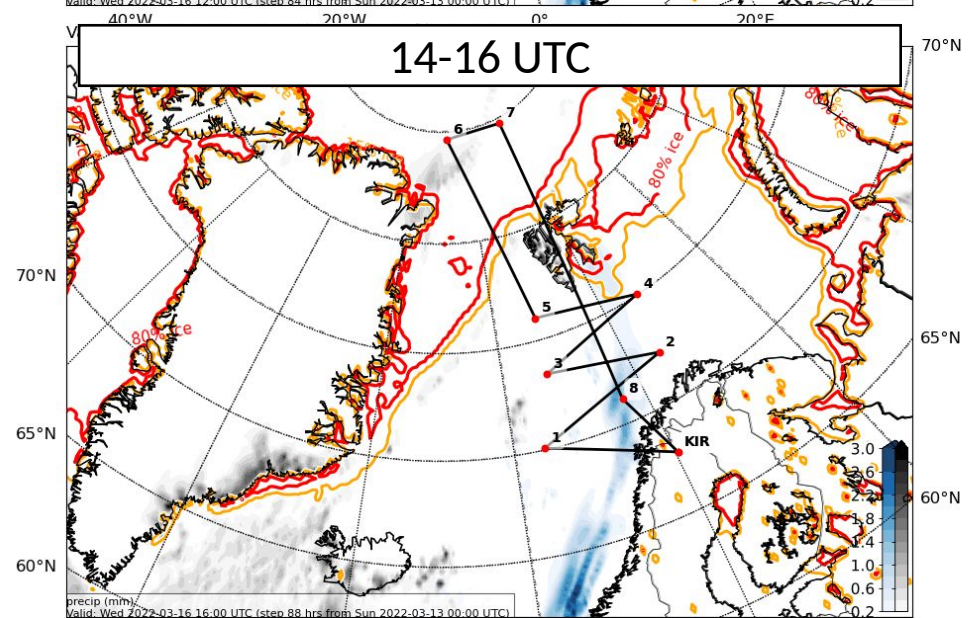 Valid: Wed 2022-03-16 12:00 UTC (step 84 hrs from Sun 2022-03-13 00:00 UTC)
0.2
40°W 20°W 0° 20°E
70°N
14-16 UTC
7
6
80% ice
4
70°N
5
80% ice
65°N
2
3
8
1
KIR
65°N
3.0
60°N
2.2
1.8
1.4
1.0
60°N
0.6
precip (mm)
0.2
Valid: Wed 2022-03-16 16:00 UTC (step 88 hrs from Sun 2022-03-13 00:00 UTC)